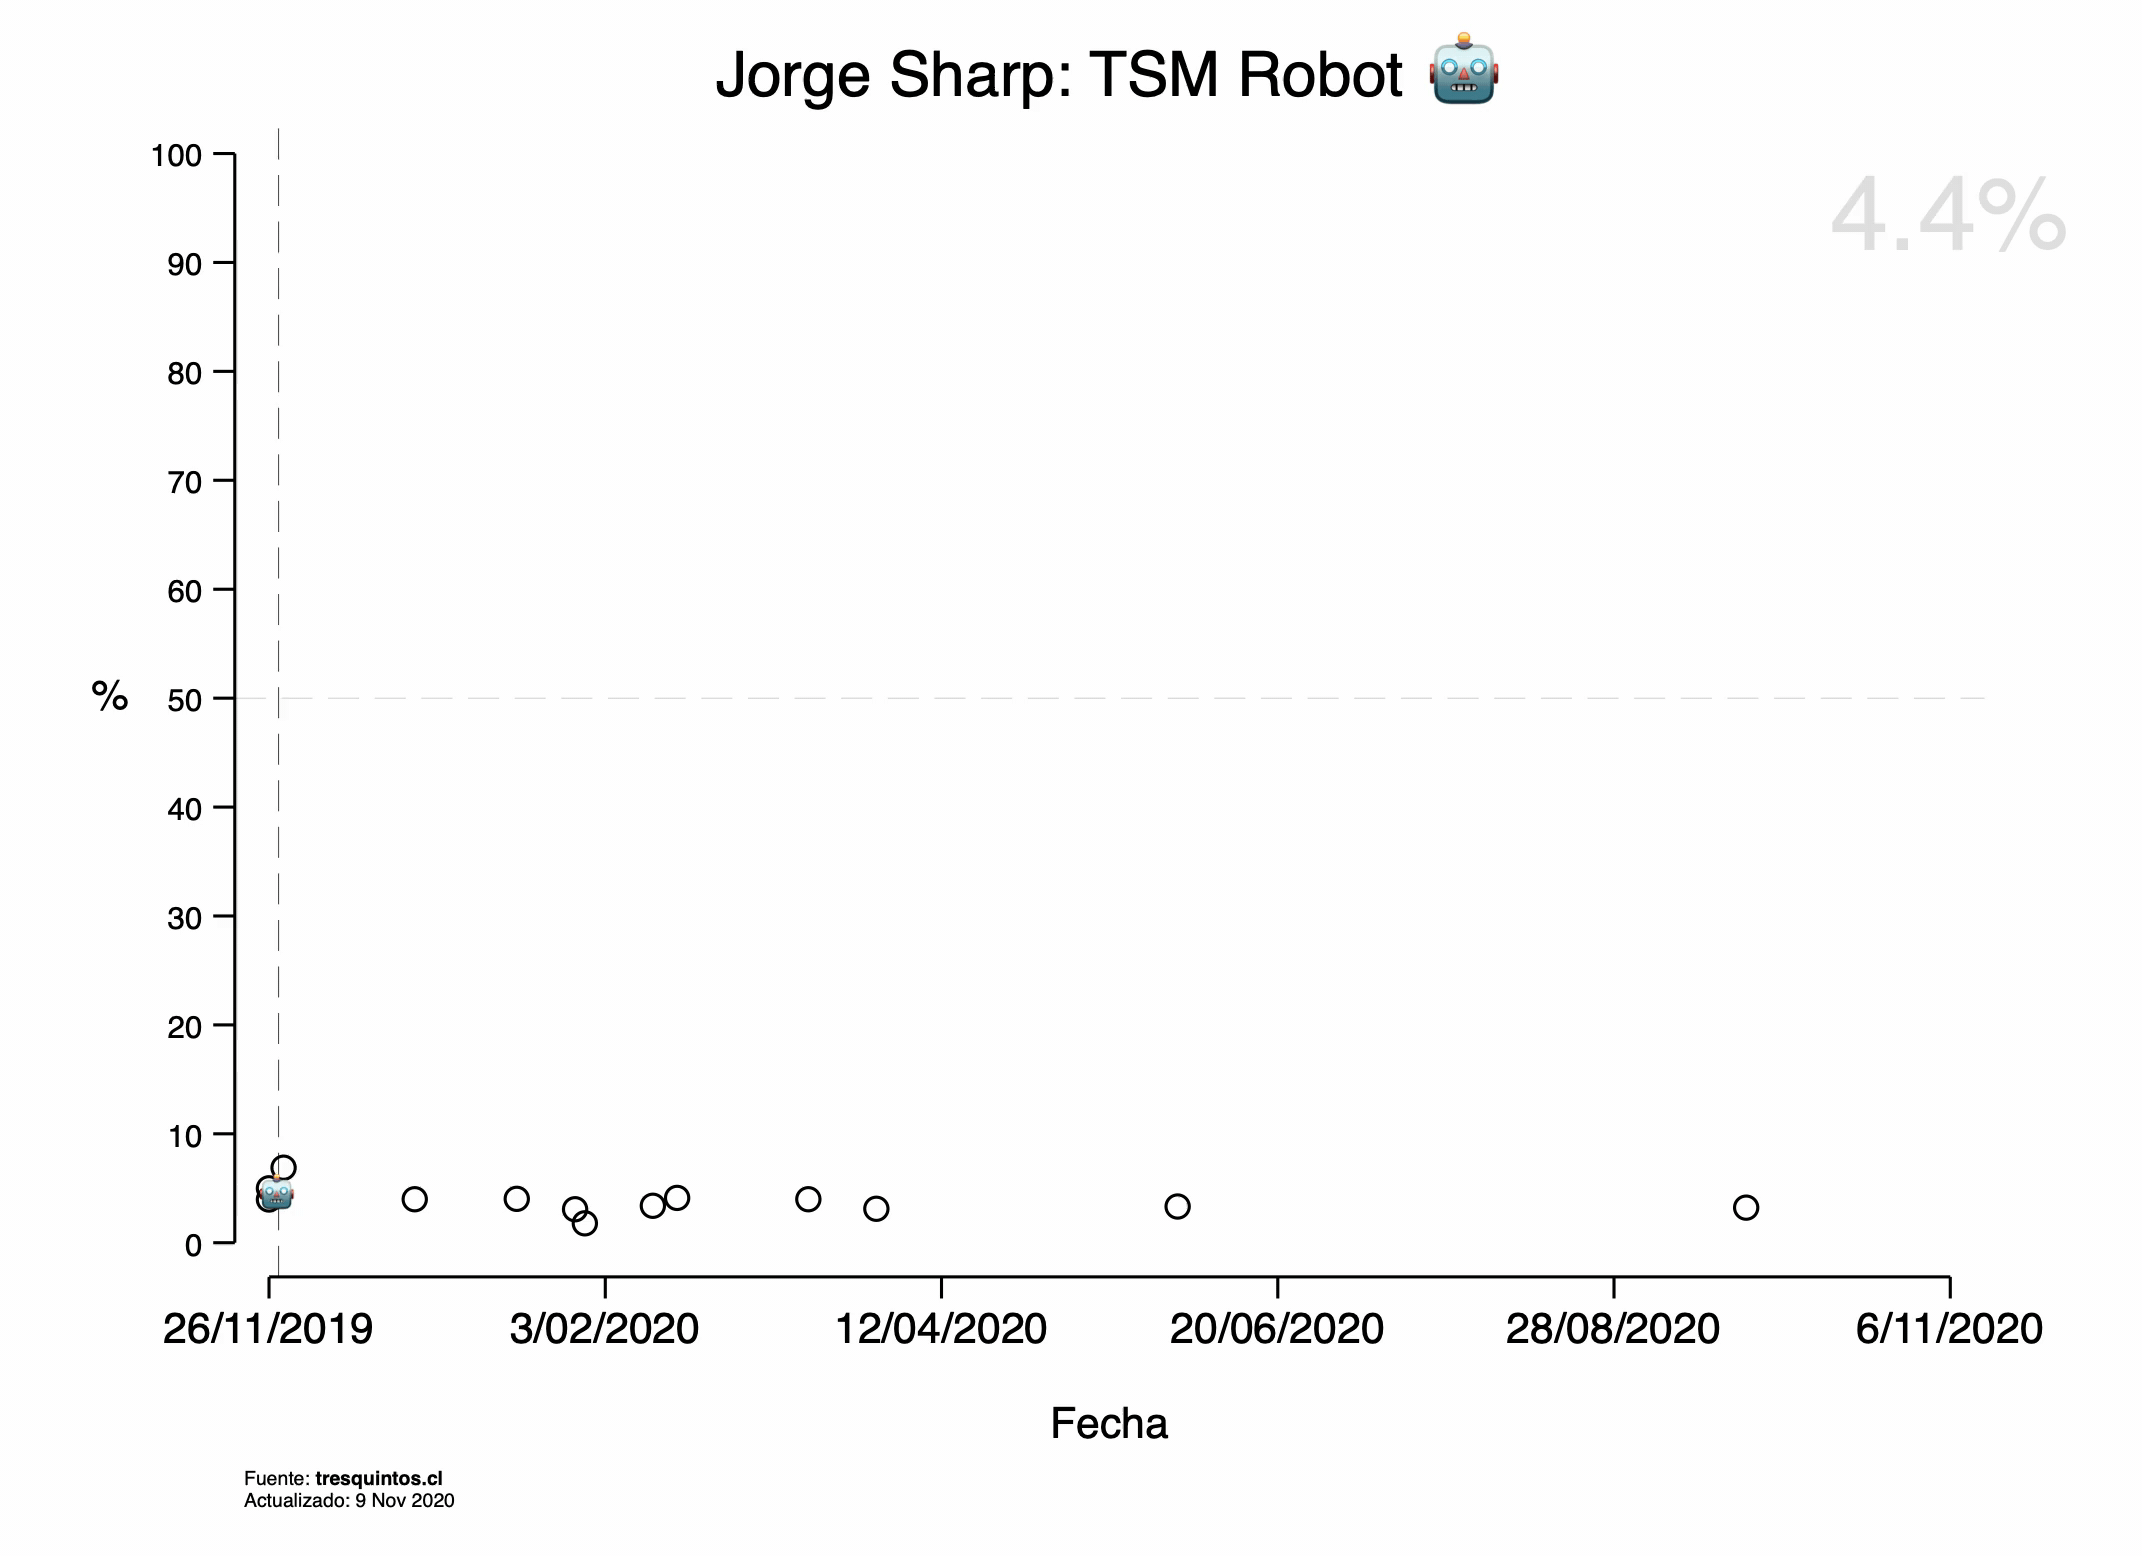 Jorge Sharp: TSM Robot 🤖
4.4%
100
90
80
70
60
% 50
40
30
20
10
0
26/11/2019 3/02/2020 12/04/2020 20/06/2020 28/08/2020 6/11/2020
Fecha
Fuente: tresquintos.cl
Actualizado: 9 Nov 2020